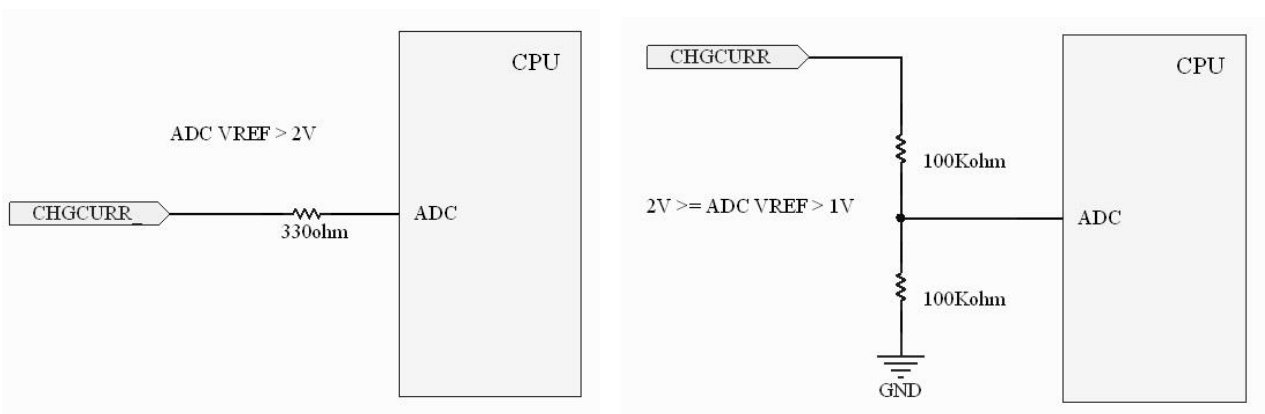 CPU
ADC VREF > 2V
CHGCURR_
330ohm
ADC
CHGCURR
CPU
100Kohm
2V >= ADC VREF > 1V
ADC
100Kohm
GND